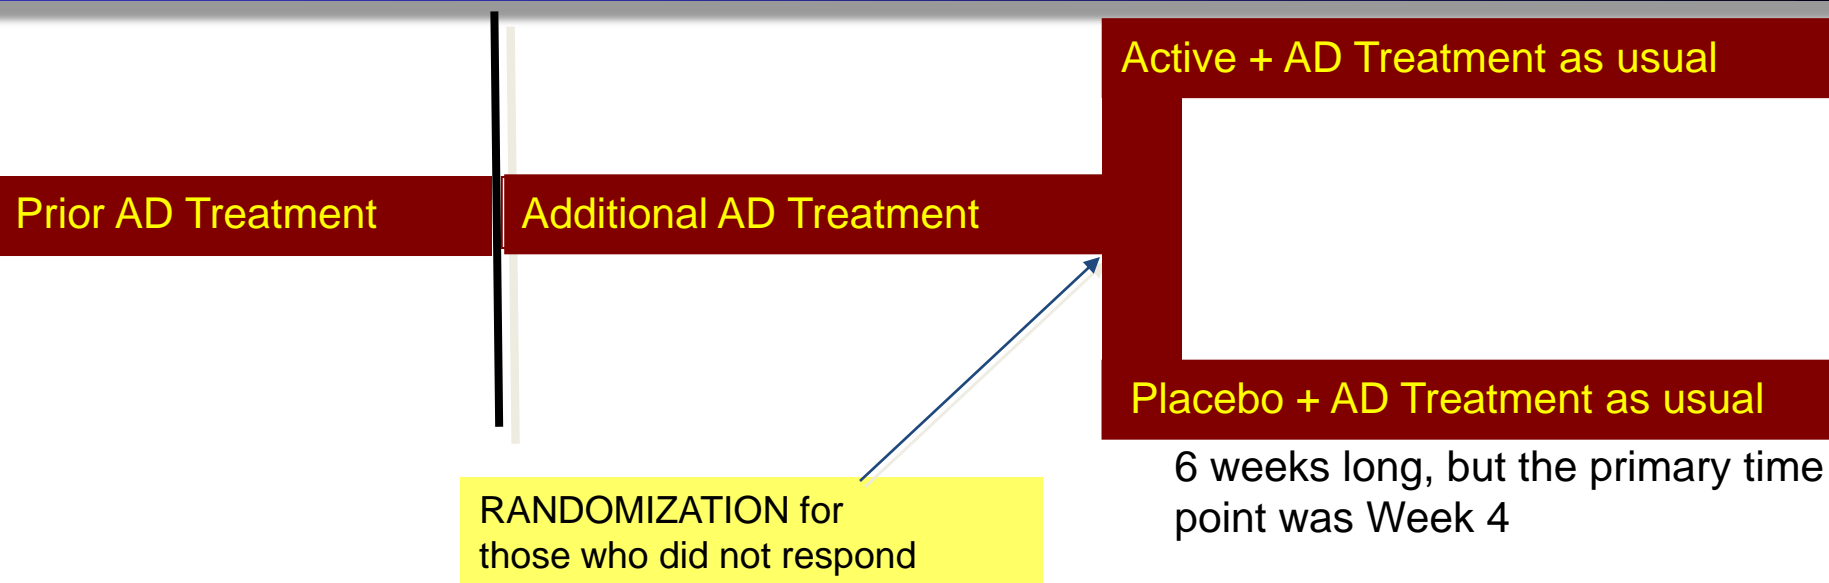 Active + AD Treatment as usual
Prior AD Treatment
Additional AD Treatment
Placebo + AD Treatment as usual
6 weeks long, but the primary time
point was Week 4
RANDOMIZATION for
those who did not respond